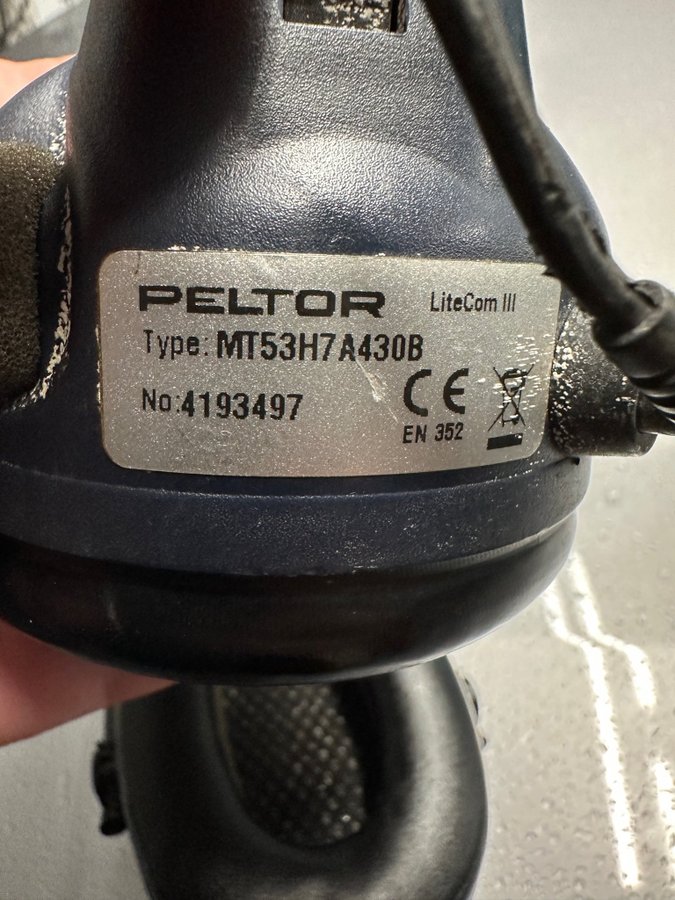 PELTOR LiteCom III
Type: MT53H7A430B
No:4193497 CE
EN 352